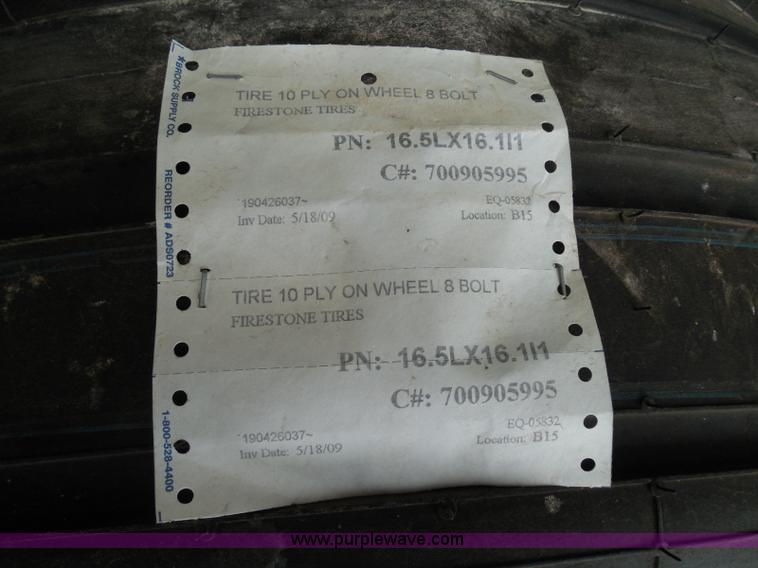 *BROCK SUPPLY CO.
REORDER # ADS0723
1-800-528-4400
TIRE 10 PLY ON WHEEL 8 BOLT
FIRESTONE TIRES
PN: 16.5LX16.1I1
C#: 700905995
`190426037~
EQ-05832
Inv Date: 5/18/09
Location: B15
TIRE 10 PLY ON WHEEL 8 BOLT
FIRESTONE TIRES
PN: 16.5LX16.1I1
C#: 700905995
`190426037~
EQ-05832
Inv Date: 5/18/09
Location: B15
www.purplewave.com